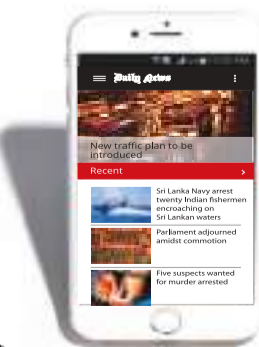 Daily News
New traffic plan to be
introduced
Recent
Sri Lanka Navy arrest
twenty Indian fishermen
encroaching on
Sri Lankan waters
Parliament adjourned
amidst commotion
Five suspects wanted
for murder arrested